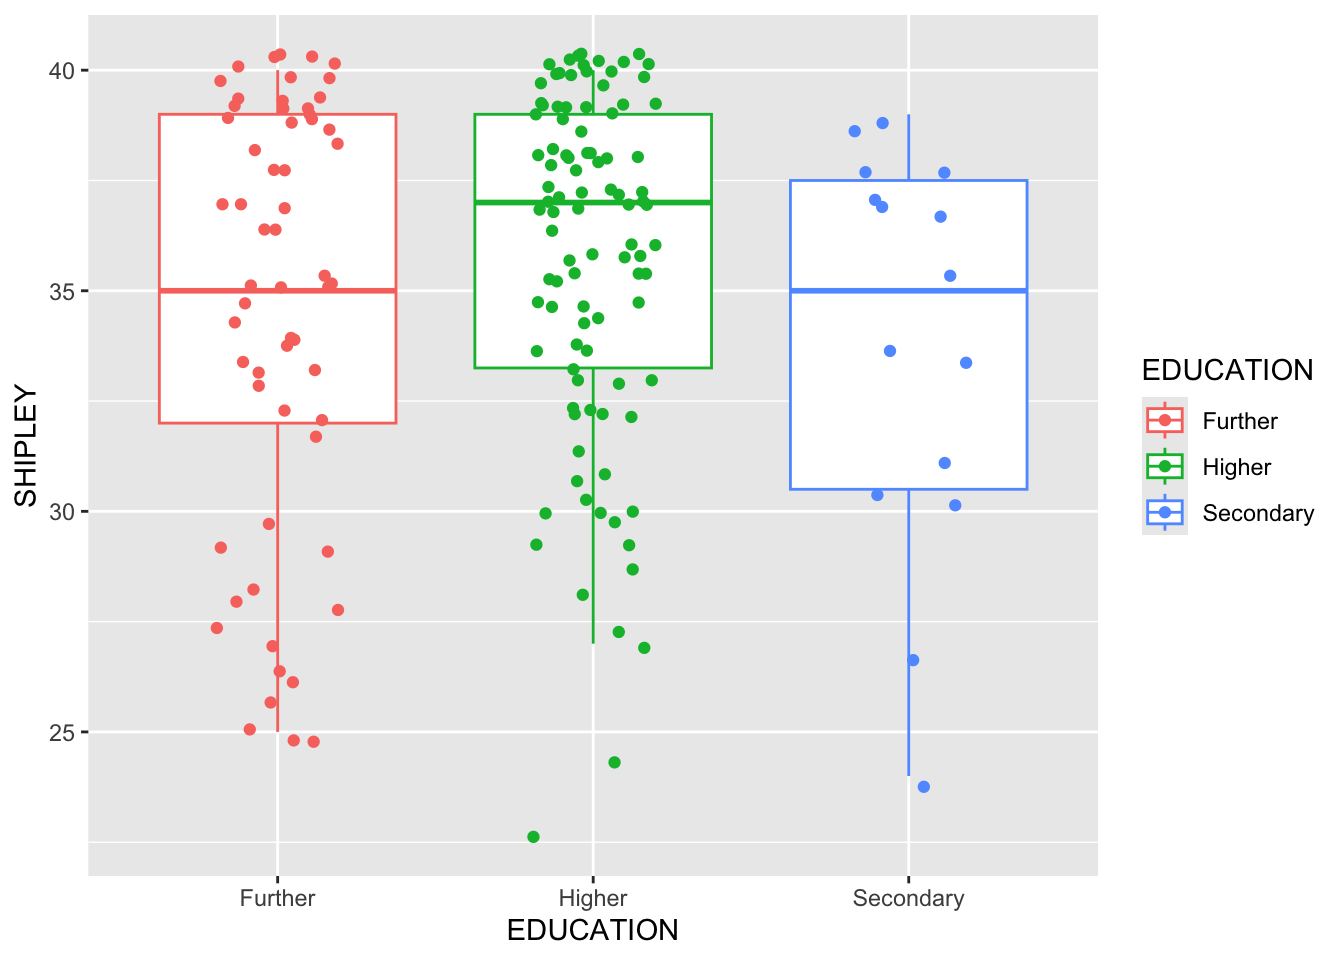 40
35
30
25
SHIPLEY
Further
Higher
Secondary
EDUCATION
EDUCATION
Further
Higher
Secondary